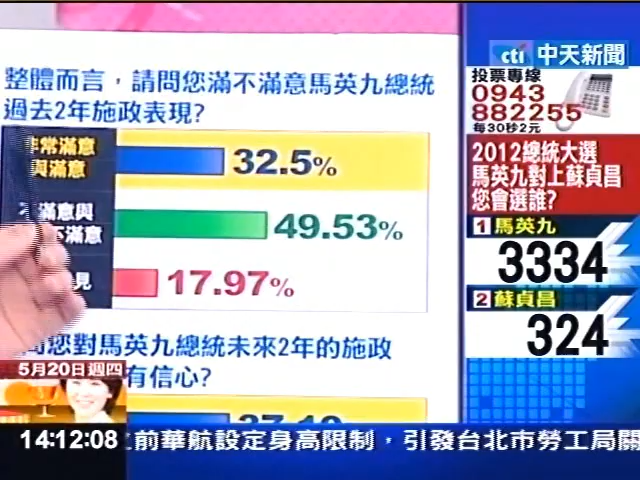 整體而言，請問您滿不滿意馬英九總統
過去2年施政表現?
常滿意
與滿意
32.5%
滿意與
不滿意
49.53%
見
17.97%
您對馬英九總統未來2年的施政
有信心?
cti 中天新聞
投票專線
0943
882255
每30秒2元
2012總統大選
馬英九對上蘇貞昌
您會選誰?
1 馬英九
3334
2 蘇貞昌
324
5月20日週四
14:12:08
前華航設定身高限制，引發台北市勞工局關